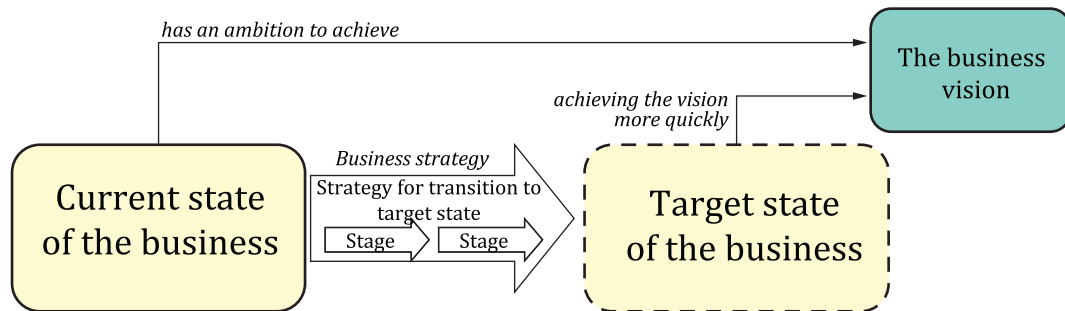 has an ambition to achieve
The business
vision
achieving the vision
more quickly
Current state
of the business
Business strategy
Strategy for transition to
target state
Stage
Stage
Target state
of the business